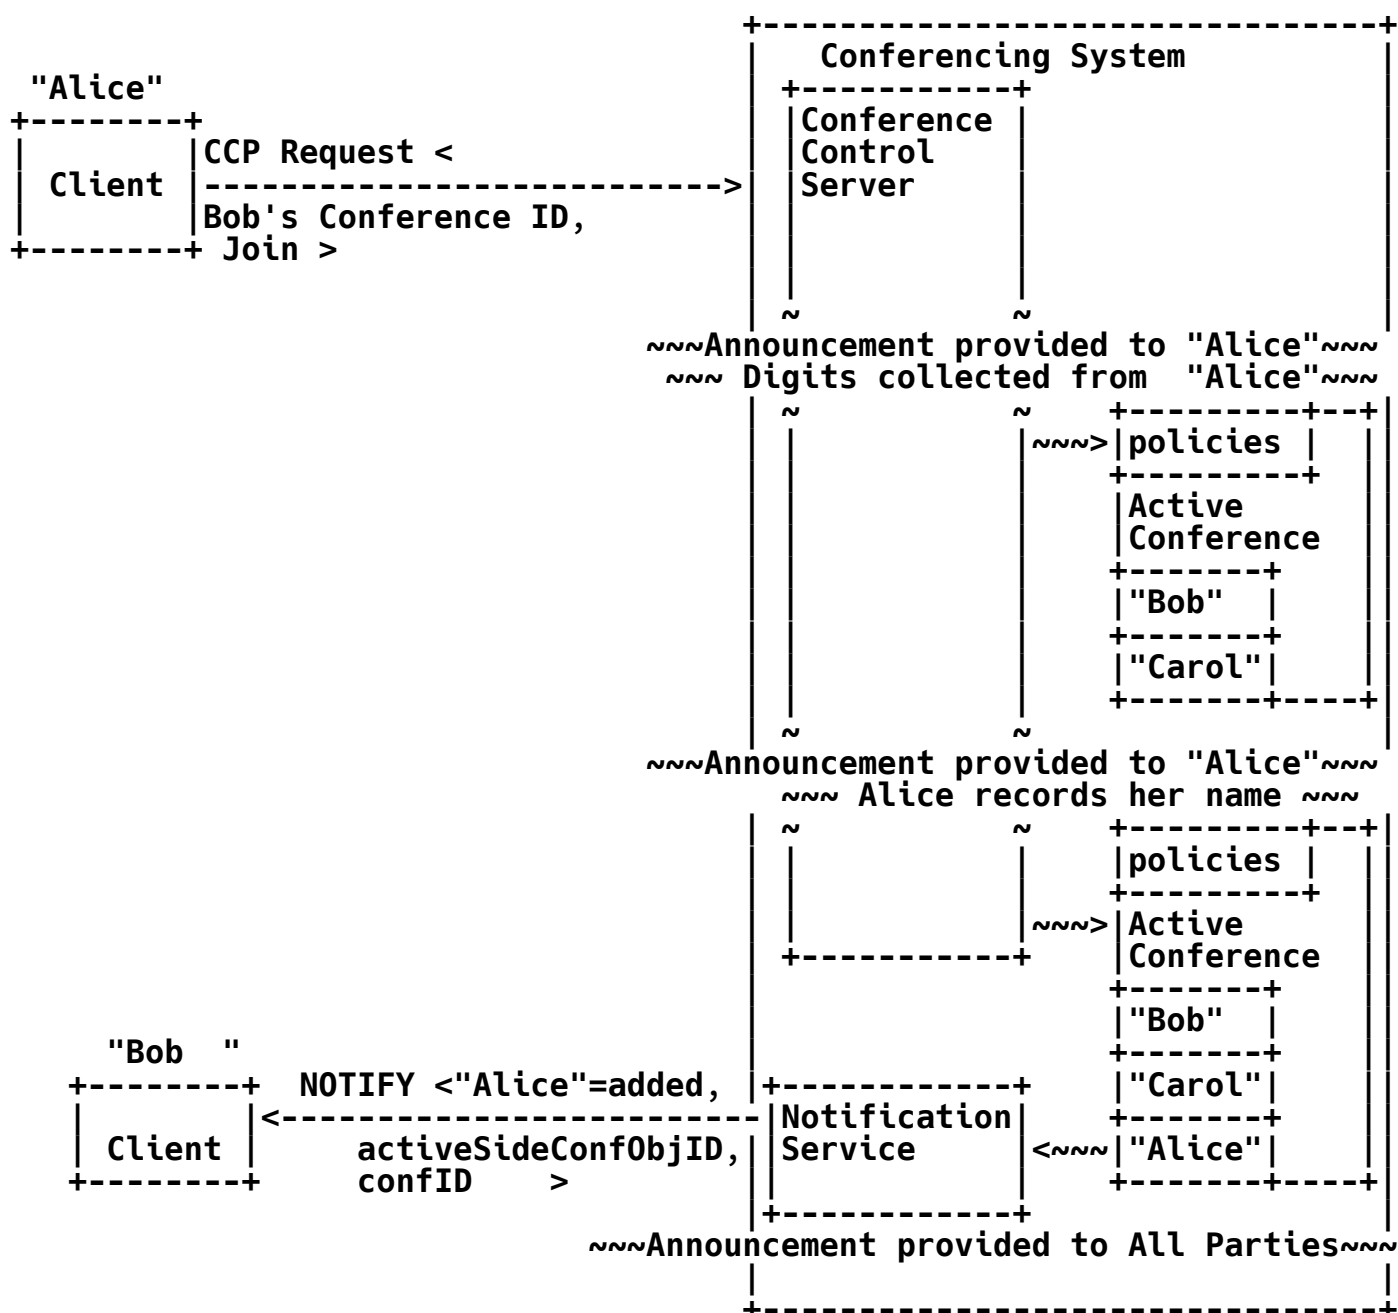 Conferencing System
"Alice"
Conference
CCP Request < Control
Client Server
Bob's Conference ID,
Join >
~~~Announcement provided to "Alice"~~~
~~~ Digits collected from "Alice"~~~
~~~>policies
Active
Conference
"Bob"
"Carol"
~~~Announcement provided to "Alice"~~~
~~~ Alice records her name ~~~
policies
~~~>Active
Conference
"Bob"
"Bob "
NOTIFY <"Alice"=added, "Carol"
Notification
Client activeSideConfObjID, Service <~~~"Alice"
confID >
~~~Announcement provided to All Parties~~~